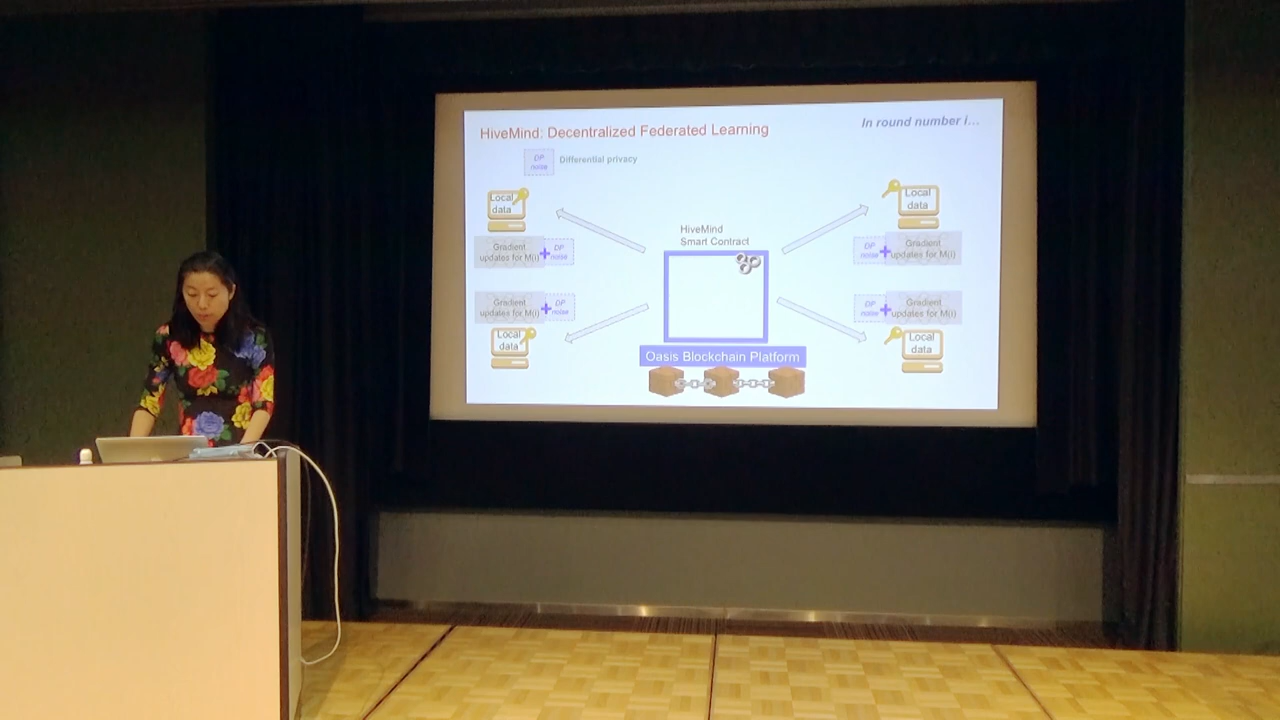 HiveMind: Decentralized Federated Learning
In round number i...
DP
noise
Differential privacy
Local
data
Local
data
HiveMind
Smart Contract
Gradient
updates for M(i)
+
DP
noise
DP
noise
+
Gradient
updates for M(i)
Gradient
updates for M(i)
+
DP
noise
DP
noise
+
Gradient
updates for M(i)
Local
data
Local
data
Oasis Blockchain Platform